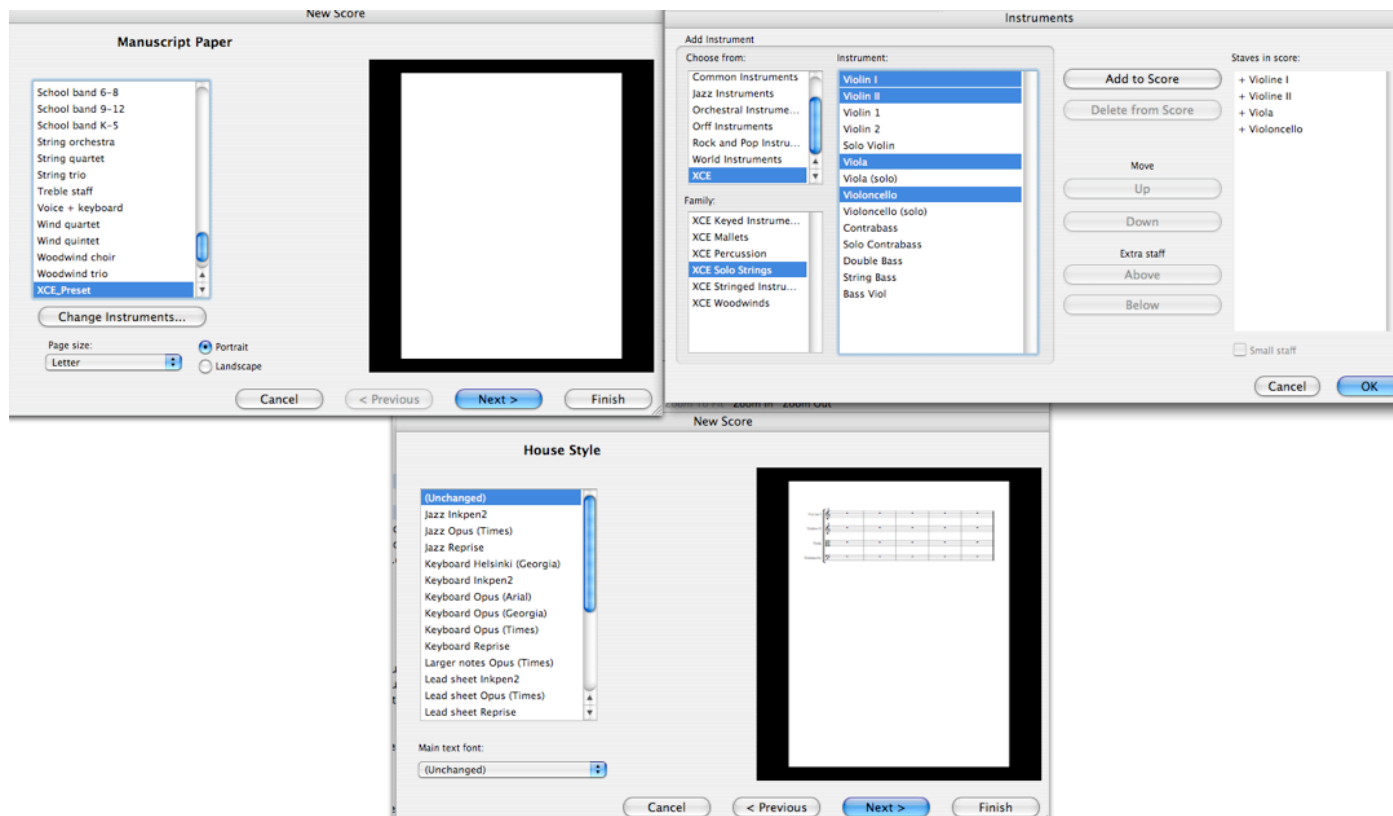 New Score
Manuscript Paper
School band 6-8
School band 9-12
School band K-5
String orchestra
String quartet
String trio
Treble staff
Voice + keyboard
Wind quartet
Wind quintet
Woodwind choir
Woodwind trio
XCE_Preset
Change Instruments...
Page size:
Letter
Portrait
Landscape
Cancel
< Previous
Next >
Finish
Instruments
Add Instrument
Choose from:
Common Instruments
Jazz Instruments
Orchestral Instrume...
Orff Instruments
Rock and Pop Instru...
World Instruments
XCE
Family:
XCE Keyed Instrume...
XCE Mallets
XCE Percussion
XCE Solo Strings
XCE Stringed Instru...
XCE Woodwinds
Instrument:
Violin I
Violin II
Violin 1
Violin 2
Solo Violin
Viola
Viola (solo)
Violoncello
Violoncello (solo)
Contrabass
Solo Contrabass
Double Bass
String Bass
Bass Viol
Add to Score
Delete from Score
Move
Up
Down
Extra staff
Above
Below
Staves in score:
+ Violine I
+ Violine II
+ Viola
+ Violoncello
Small staff
Cancel
OK
Zoom To Fit Zoom In Zoom Out
New Score
House Style
(Unchanged)
Jazz Inkpen2
Jazz Opus (Times)
Jazz Reprise
Keyboard Helsinki (Georgia)
Keyboard Inkpen2
Keyboard Opus (Arial)
Keyboard Opus (Georgia)
Keyboard Opus (Times)
Keyboard Reprise
Larger notes Opus (Times)
Lead sheet Inkpen2
Lead sheet Opus (Times)
Lead sheet Reprise
Main text font:
(Unchanged)
Cancel
< Previous
Next >
Finish